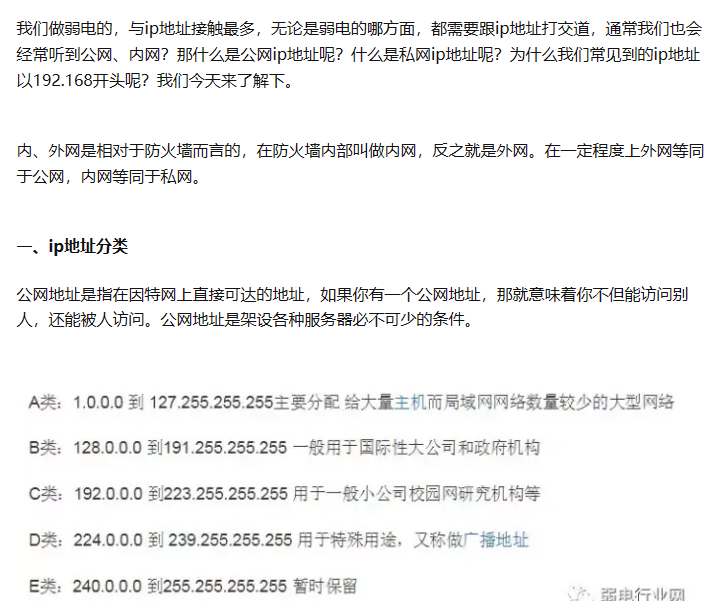 我们做弱电的，与ip地址接触最多，无论是弱电的哪方面，都需要跟ip地址打交道，通常我们也会
经常听到公网、内网？那什么是公网ip地址呢？什么是私网ip地址呢？为什么我们常见到的ip地址
以192.168开头呢？我们今天来了解下。
内、外网是相对于防火墙而言的，在防火墙内部叫做内网，反之就是外网。在一定程度上外网等同
于公网，内网等同于私网。
一、ip地址分类
公网地址是指在因特网上直接可达的地址，如果你有一个公网地址，那就意味着你不但能访问别
人，还能被人访问。公网地址是架设各种服务器必不可少的条件。
A类：1.0.0.0 到 127.255.255.255主要分配 给大量主机而局域网网络数量较少的大型网络
B类：128.0.0.0 到191.255.255.255 一般用于国际性大公司和政府机构
C类：192.0.0.0 到223.255.255.255 用于一般小公司校园网研究机构等
D类：224.0.0.0 到 239.255.255.255 用于特殊用途，又称做广播地址
E类：240.0.0.0 到255.255.255.255 暂时保留
弱电行业网